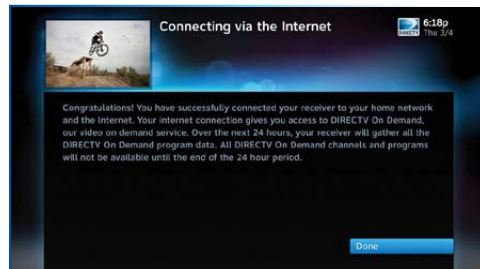 Connecting via the Internet
DIRECTV
6:18p
Thu 3/4
Congratulations! You have successfully connected your receiver to your home network
and the Internet. Your internet connection gives you access to DIRECTV On Demand,
our video on demand service. Over the next 24 hours, your receiver will gather all the
DIRECTV On Demand program data. All DIRECTV On Demand channels and programs
will not be available until the end of the 24 hour period.
Done